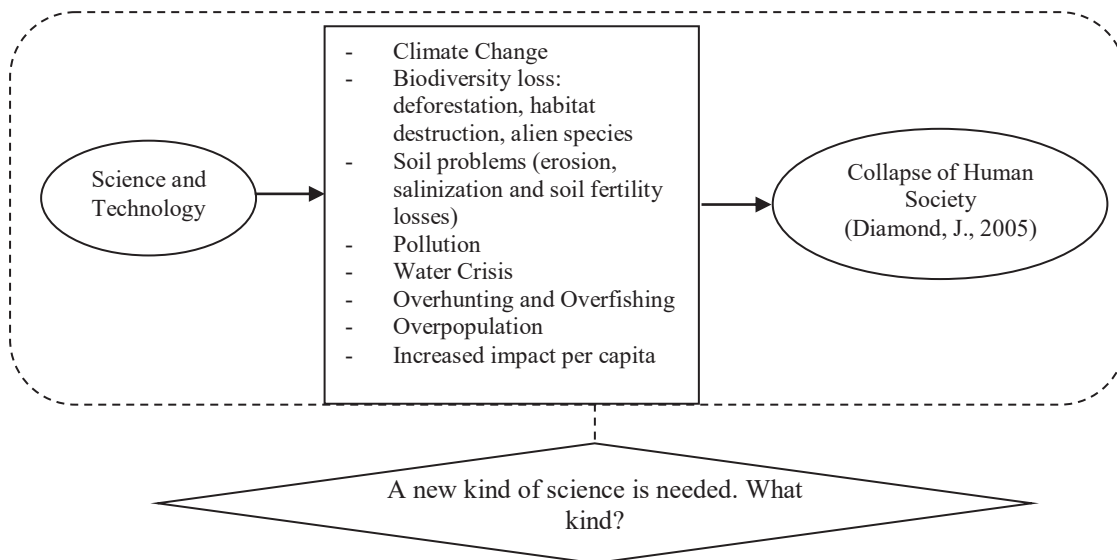 Science and
Technology
- Climate Change
- Biodiversity loss:
deforestation, habitat
destruction, alien species
- Soil problems (erosion,
salinization and soil fertility
losses)
- Pollution
- Water Crisis
- Overhunting and Overfishing
- Overpopulation
- Increased impact per capita
Collapse of Human
Society
(Diamond, J., 2005)
A new kind of science is needed. What
kind?